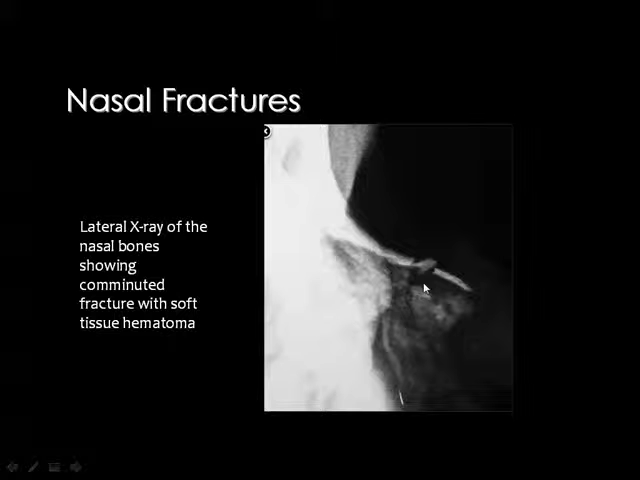 Nasal Fractures
Lateral X-ray of the
nasal bones
showing
comminuted
fracture with soft
tissue hematoma